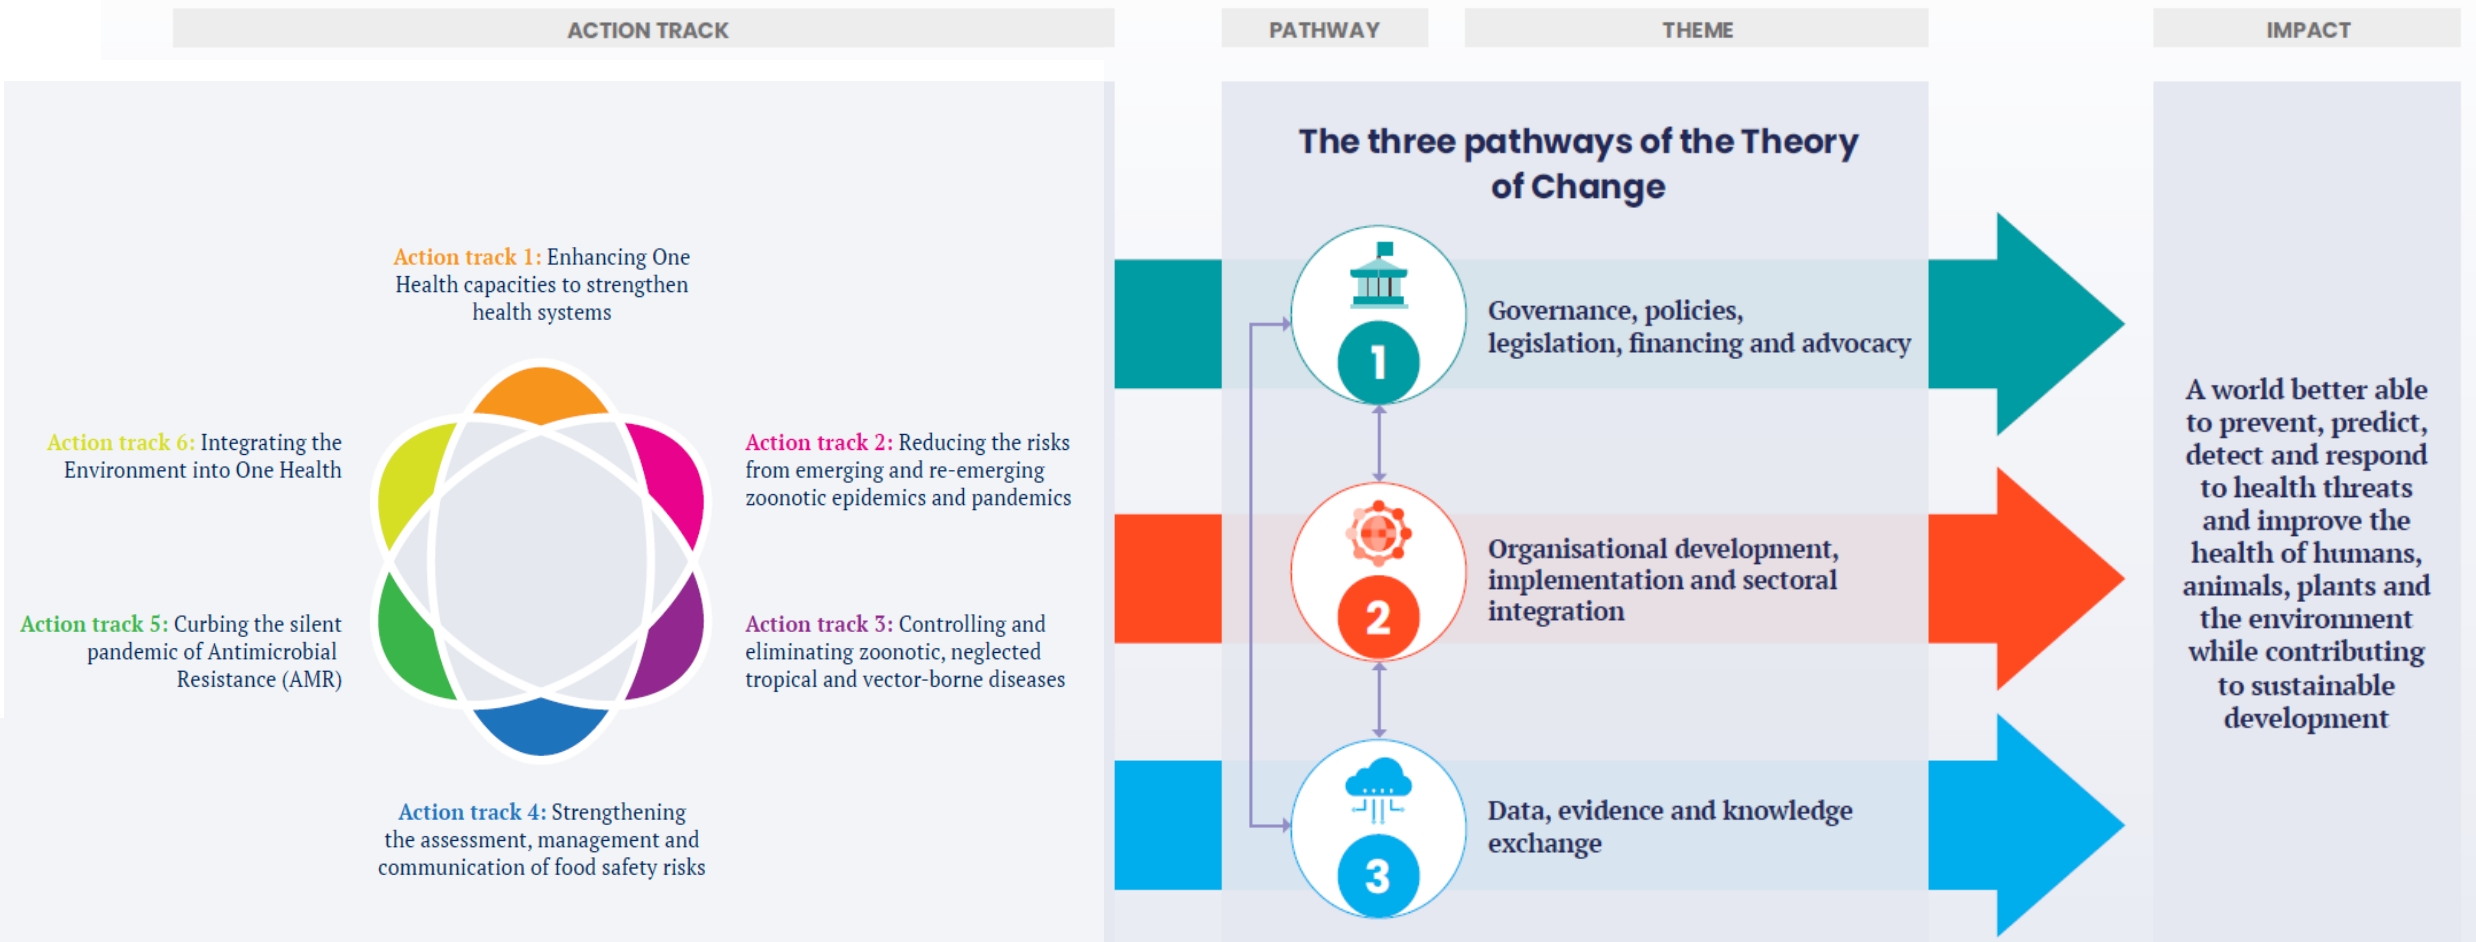 ACTION TRACK
PATHWAY
THEME
IMPACT
Action track 1: Enhancing One
Health capacities to strengthen
health systems
Action track 2: Reducing the risks
from emerging and re-emerging
zoonotic epidemics and pandemics
Action track 3: Controlling and
eliminating zoonotic, neglected
tropical and vector-borne diseases
Action track 4: Strengthening
the assessment, management and
communication of food safety risks
Action track 5: Curbing the silent
pandemic of Antimicrobial
Resistance (AMR)
Action track 6: Integrating the
Environment into One Health
The three pathways of the Theory
of Change
1
Governance, policies,
legislation, financing and advocacy
2
Organisational development,
implementation and sectoral
integration
3
Data, evidence and knowledge
exchange
A world better able
to prevent, predict,
detect and respond
to health threats
and improve the
health of humans,
animals, plants and
the environment
while contributing
to sustainable
development